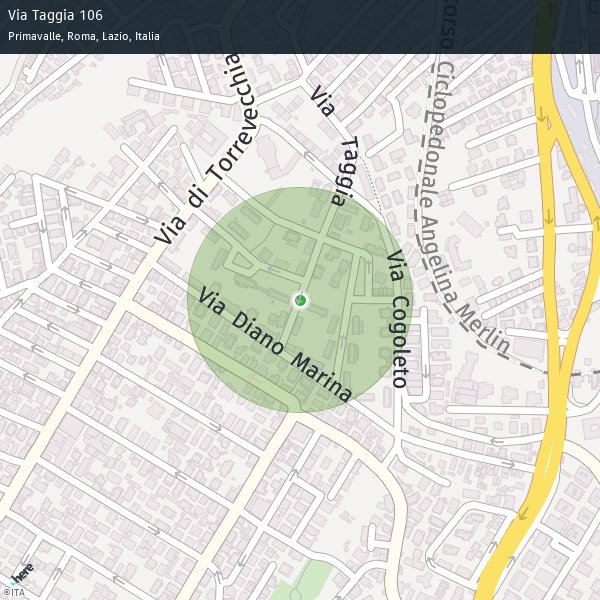 Via Taggia 106
Primavalle, Roma, Lazio, Italia
Via di Torrevecchia
Via Taggia
corso Ciclopedonale Angelina Merlin
Via Cogoleto
Via Diano Marina
here
©ITA